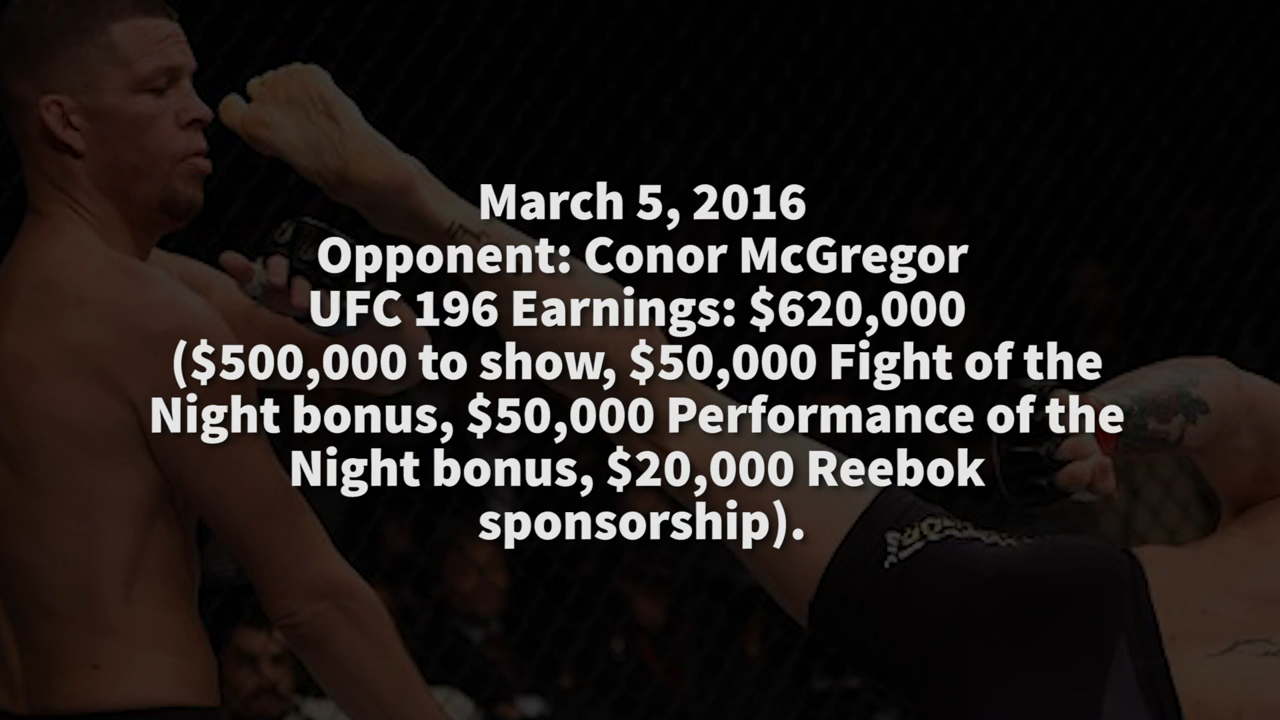 March 5, 2016
Opponent: Conor McGregor
UFC 196 Earnings: $620,000
($500,000 to show, $50,000 Fight of the
Night bonus, $50,000 Performance of the
Night bonus, $20,000 Reebok
sponsorship).